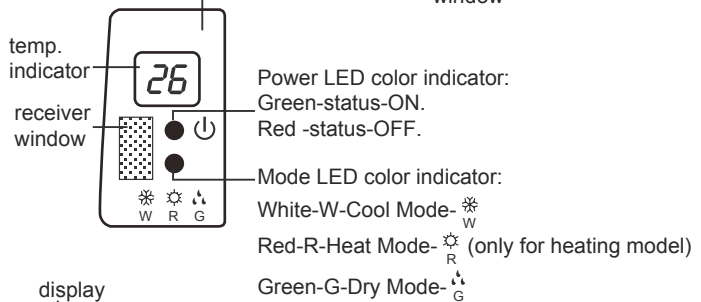 window
temp.
indicator
26
receiver
window
W R G
Power LED color indicator:
Green-status-ON.
Red -status-OFF.
Mode LED color indicator:
White-W-Cool Mode- W
Red-R-Heat Mode- R (only for heating model)
Green-G-Dry Mode- G
display